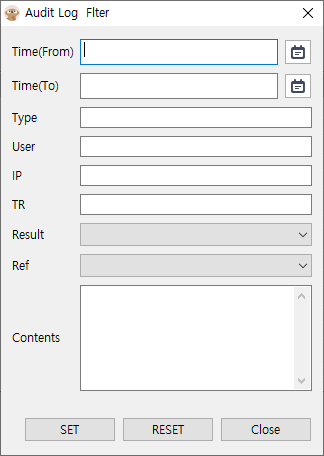 Audit Log Flter
Time(From)
Time(To)
Type
User
IP
TR
Result
Ref
Contents
SET RESET Close